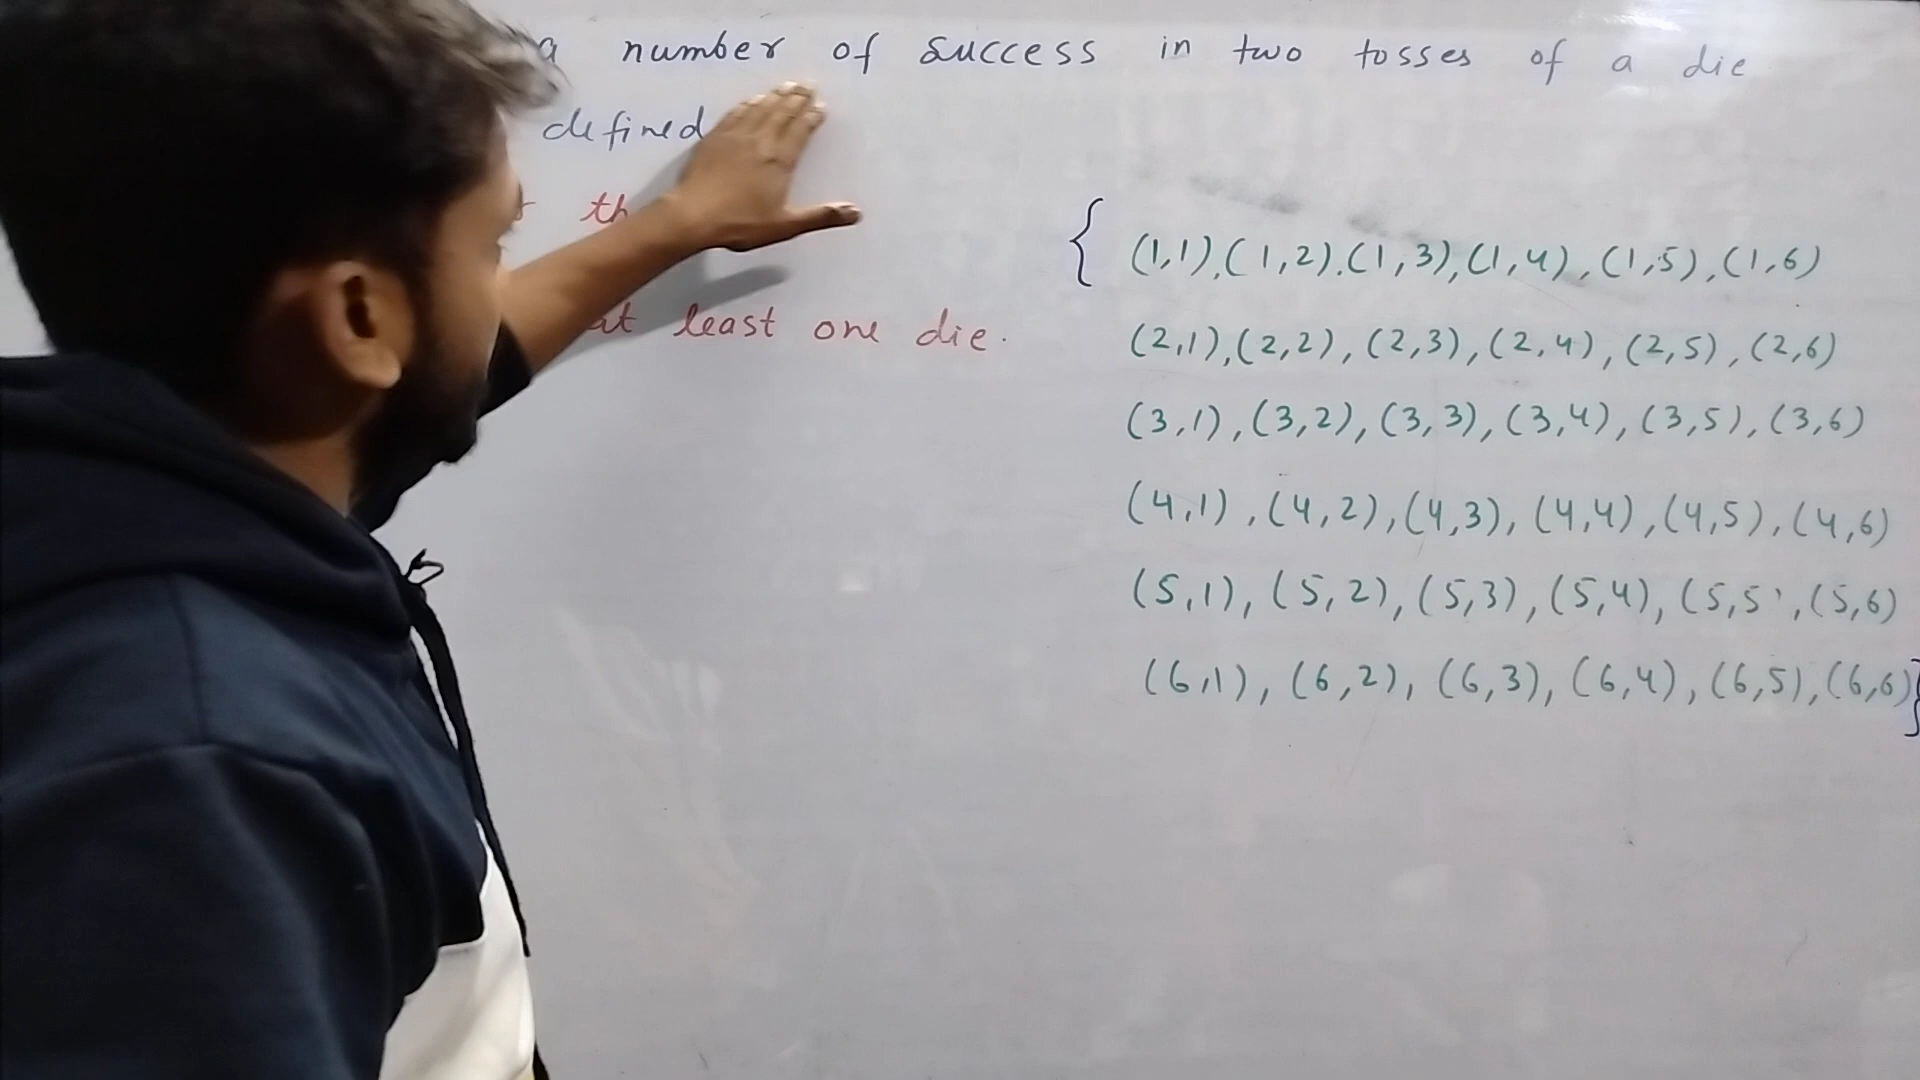 a number of success in two tosses of a die
defined
th
at least one die.
{ (1,1),(1,2),(1,3),(1,4),(1,5),(1,6)
(2,1),(2,2),(2,3),(2,4),(2,5),(2,6)
(3,1),(3,2),(3,3),(3,4),(3,5),(3,6)
(4,1),(4,2),(4,3),(4,4),(4,5),(4,6)
(5,1),(5,2),(5,3),(5,4),(5,5),(5,6)
(6,1),(6,2),(6,3),(6,4),(6,5),(6,6)}